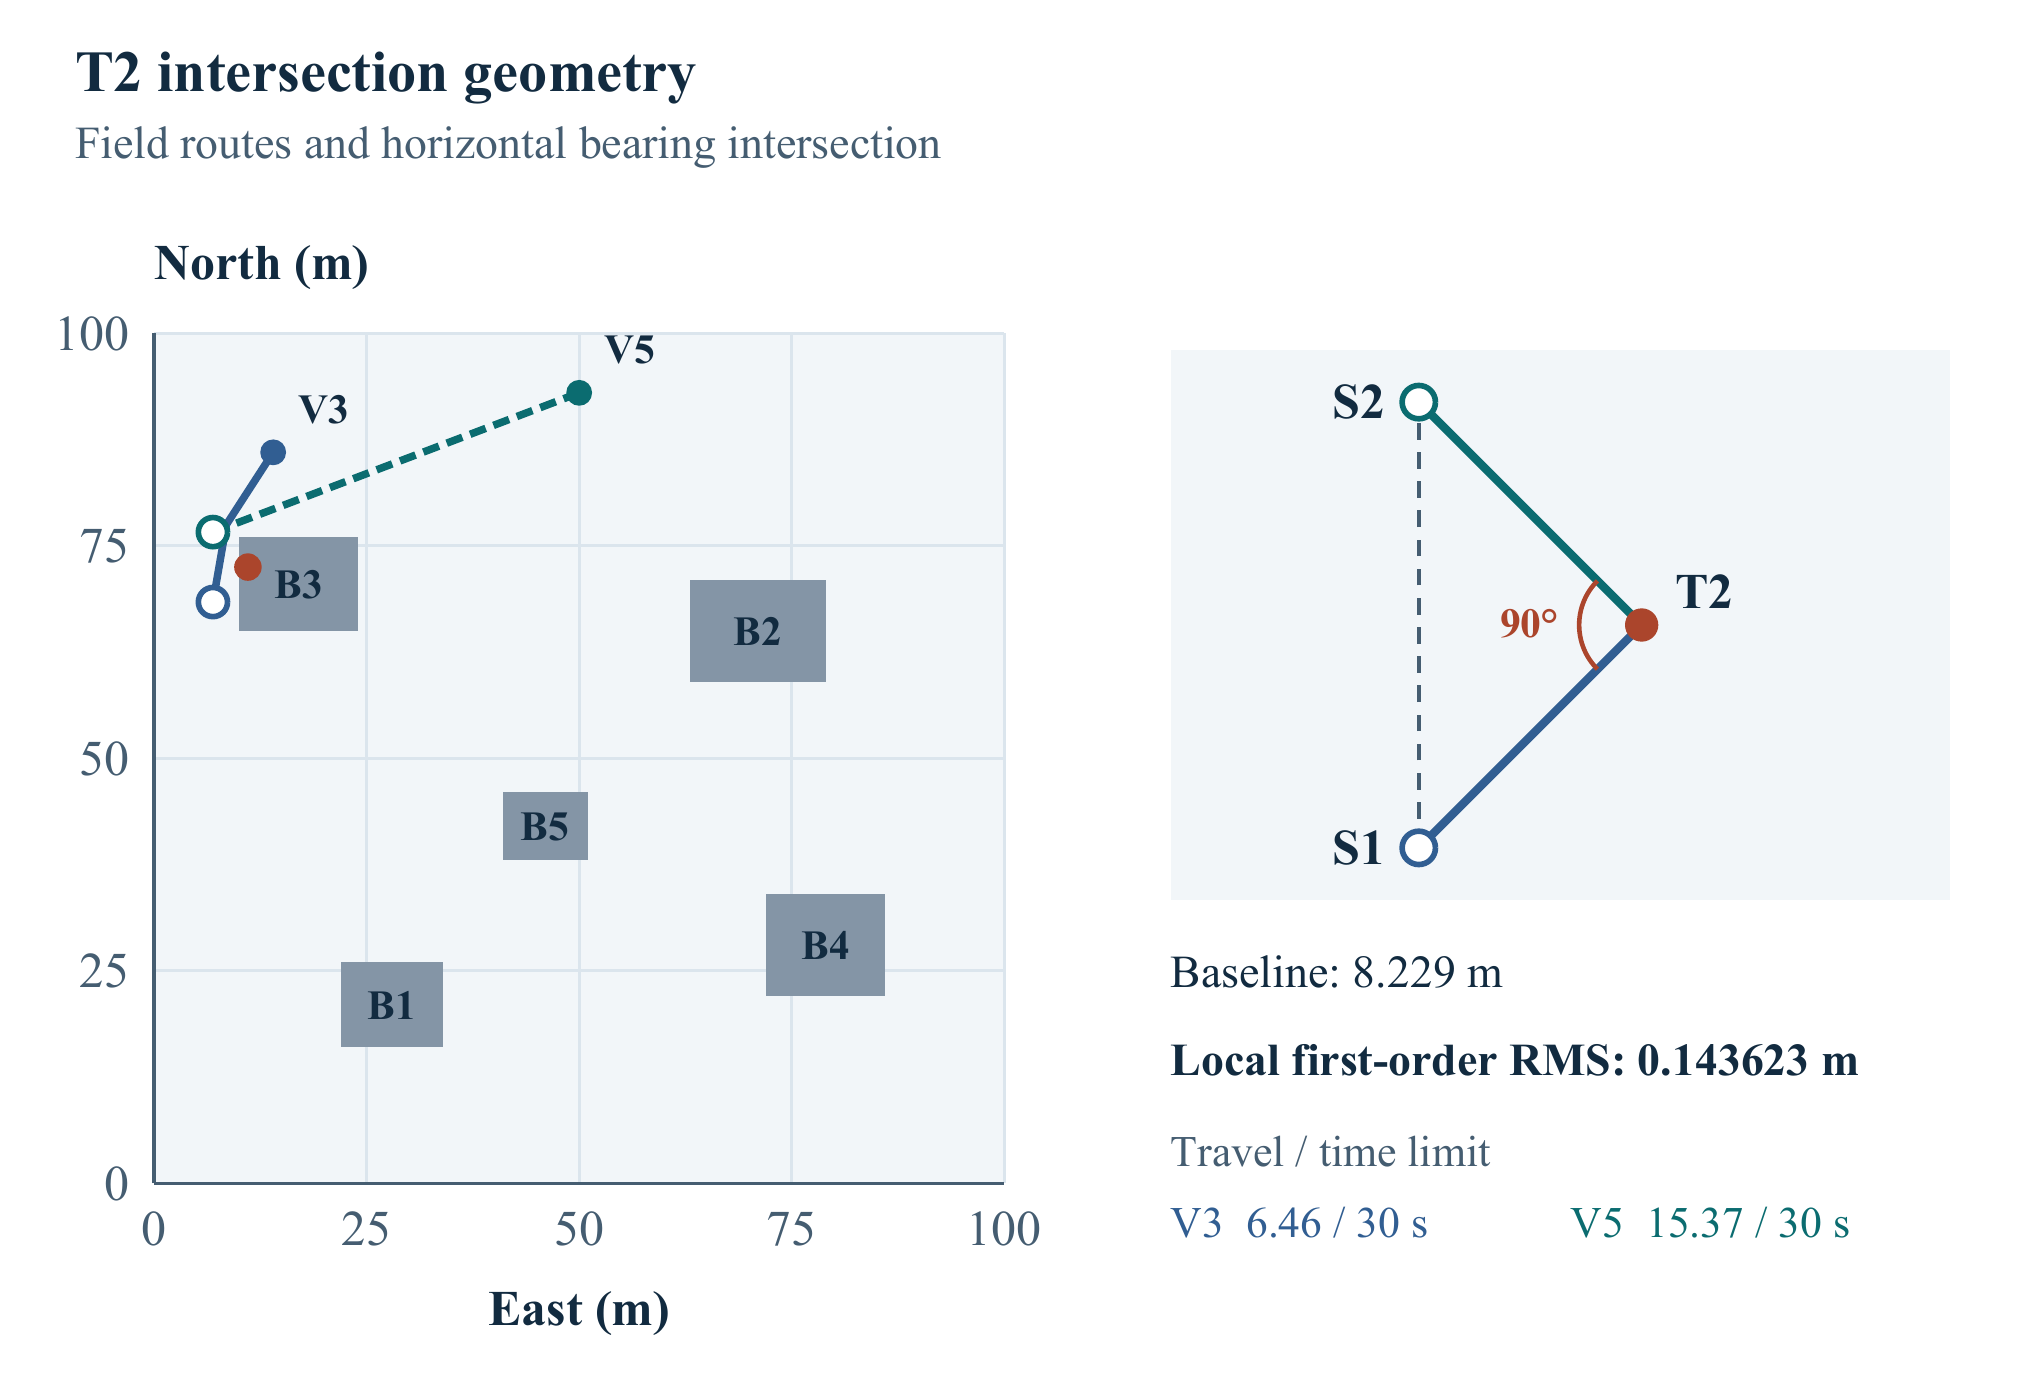 T2 intersection geometry
Field routes and horizontal bearing intersection
North (m)
100
75
50
25
0
0
25
50
75
100
East (m)
V5
V3
B3
B2
B5
B4
B1
S2
T2
90°
S1
Baseline: 8.229 m
Local first-order RMS: 0.143623 m
Travel / time limit
V3 6.46 / 30 s
V5 15.37 / 30 s